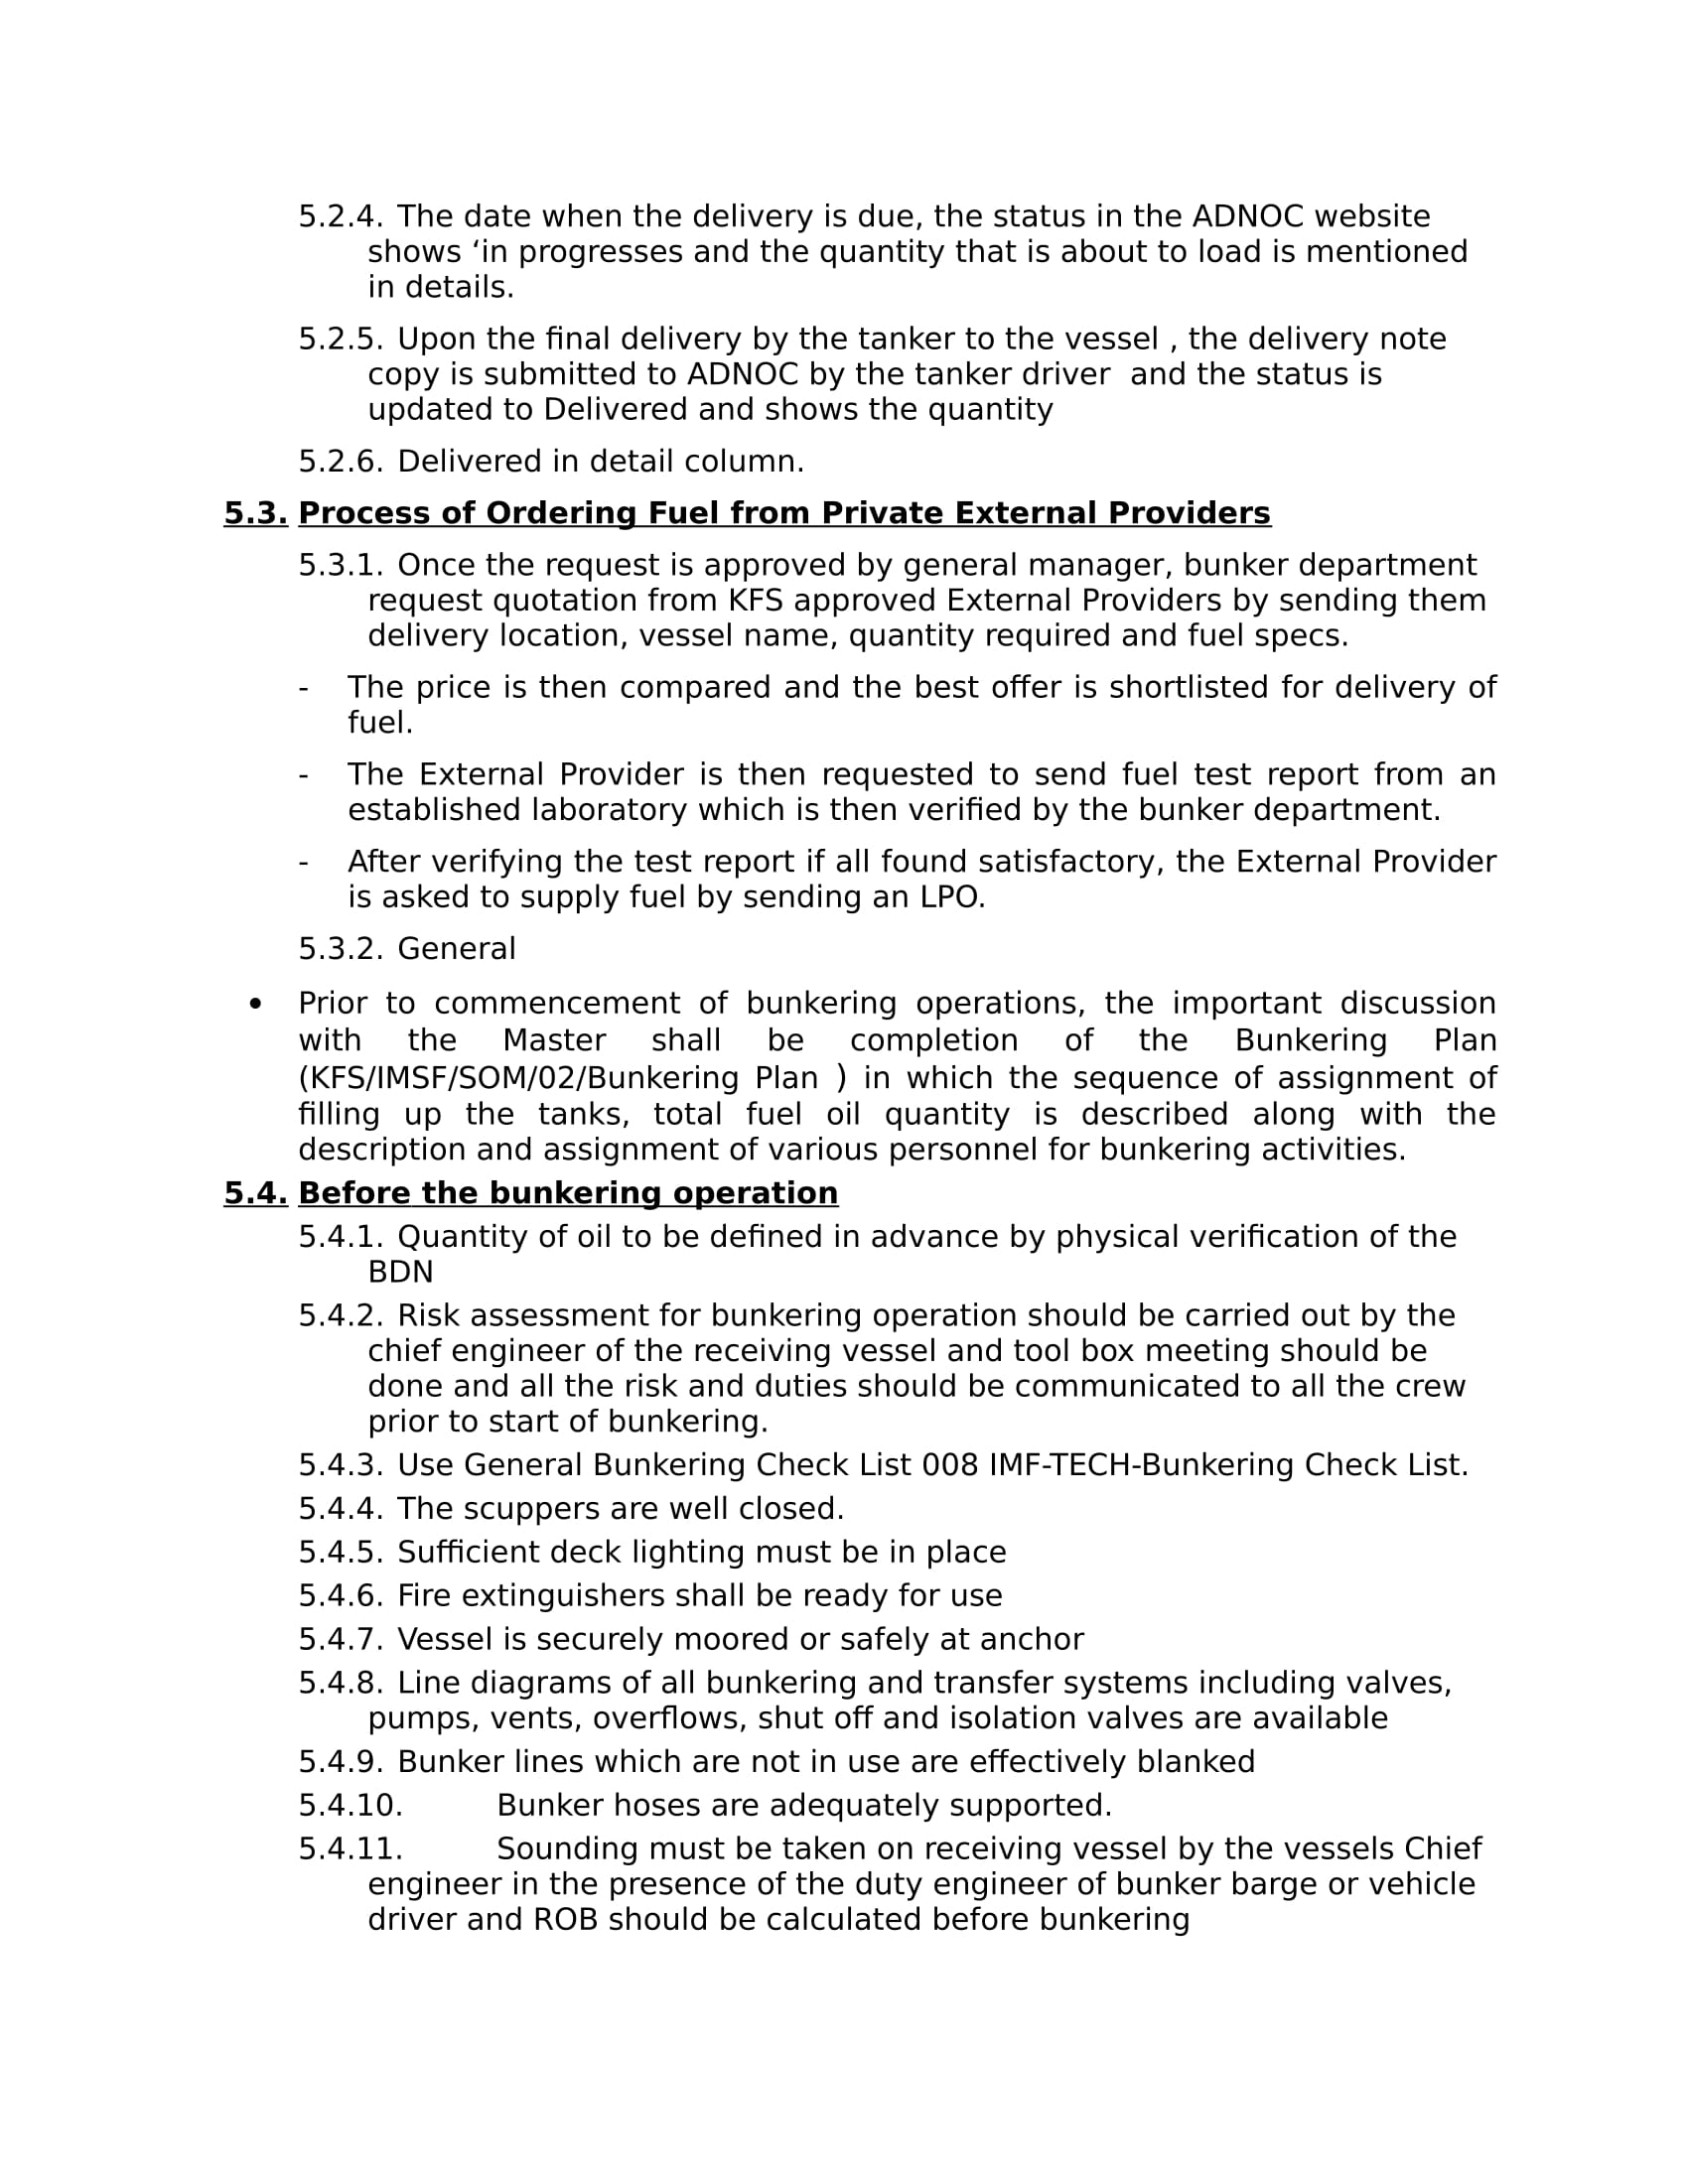 5.2.4. The date when the delivery is due, the status in the ADNOC website
shows ‘in progresses and the quantity that is about to load is mentioned
in details.
5.2.5. Upon the final delivery by the tanker to the vessel , the delivery note
copy is submitted to ADNOC by the tanker driver  and the status is
updated to Delivered and shows the quantity
5.2.6. Delivered in detail column.
5.3. Process of Ordering Fuel from Private External Providers
5.3.1. Once the request is approved by general manager, bunker department
request quotation from KFS approved External Providers by sending them
delivery location, vessel name, quantity required and fuel specs.
- The price is then compared and the best offer is shortlisted for delivery of
fuel.
- The External Provider is then requested to send fuel test report from an
established laboratory which is then verified by the bunker department.
- After verifying the test report if all found satisfactory, the External Provider
is asked to supply fuel by sending an LPO.
5.3.2. General
• Prior to commencement of bunkering operations, the important discussion
with the Master shall be completion of the Bunkering Plan
(KFS/IMSF/SOM/02/Bunkering Plan ) in which the sequence of assignment of
filling up the tanks, total fuel oil quantity is described along with the
description and assignment of various personnel for bunkering activities.
5.4. Before the bunkering operation
5.4.1. Quantity of oil to be defined in advance by physical verification of the
BDN
5.4.2. Risk assessment for bunkering operation should be carried out by the
chief engineer of the receiving vessel and tool box meeting should be
done and all the risk and duties should be communicated to all the crew
prior to start of bunkering.
5.4.3. Use General Bunkering Check List 008 IMF-TECH-Bunkering Check List.
5.4.4. The scuppers are well closed.
5.4.5. Sufficient deck lighting must be in place
5.4.6. Fire extinguishers shall be ready for use
5.4.7. Vessel is securely moored or safely at anchor
5.4.8. Line diagrams of all bunkering and transfer systems including valves,
pumps, vents, overflows, shut off and isolation valves are available
5.4.9. Bunker lines which are not in use are effectively blanked
5.4.10. Bunker hoses are adequately supported.
5.4.11. Sounding must be taken on receiving vessel by the vessels Chief
engineer in the presence of the duty engineer of bunker barge or vehicle
driver and ROB should be calculated before bunkering